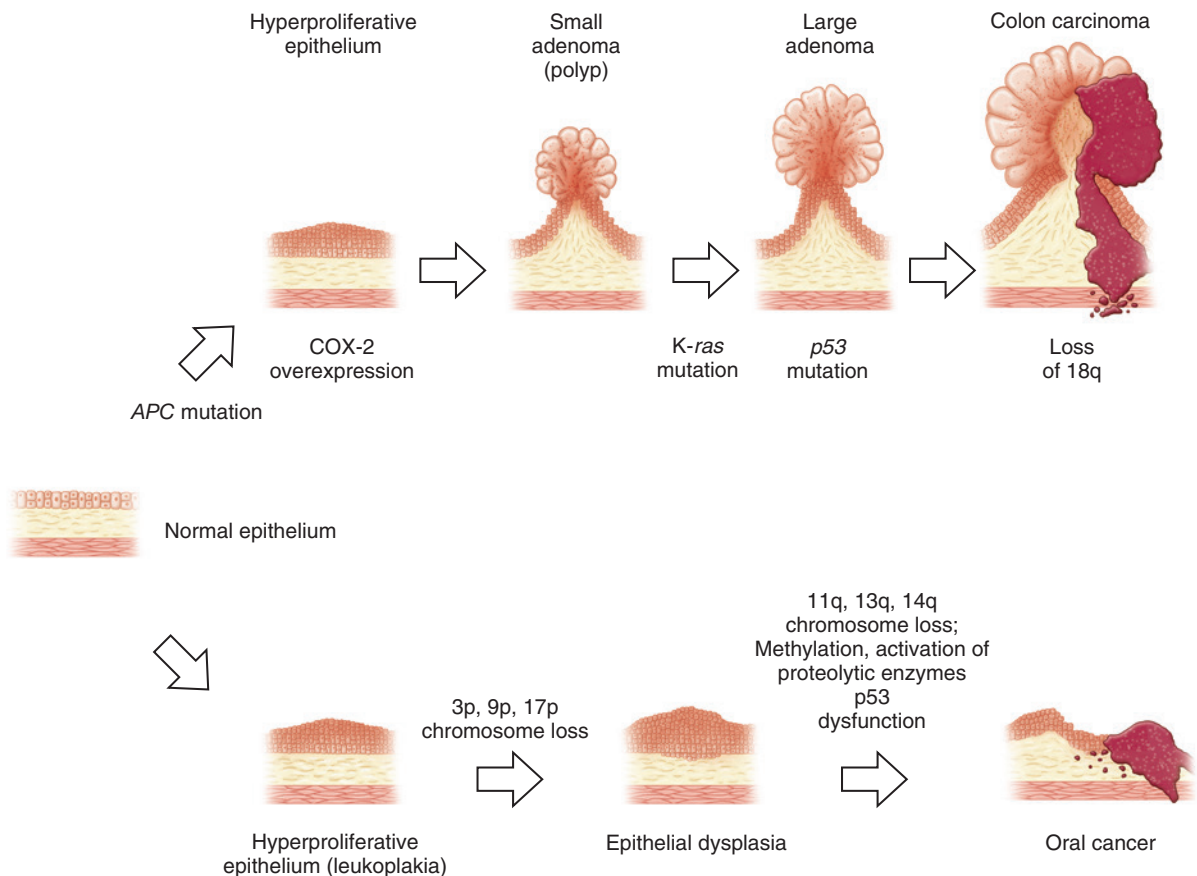 Hyperproliferative
epithelium
Small
adenoma
(polyp)
Large
adenoma
Colon carcinoma
COX-2
overexpression
K-ras
mutation
p53
mutation
Loss
of 18q
APC mutation
Normal epithelium
3p, 9p, 17p
chromosome loss
11q, 13q, 14q
chromosome loss;
Methylation, activation of
proteolytic enzymes
p53
dysfunction
Hyperproliferative
epithelium (leukoplakia)
Epithelial dysplasia
Oral cancer